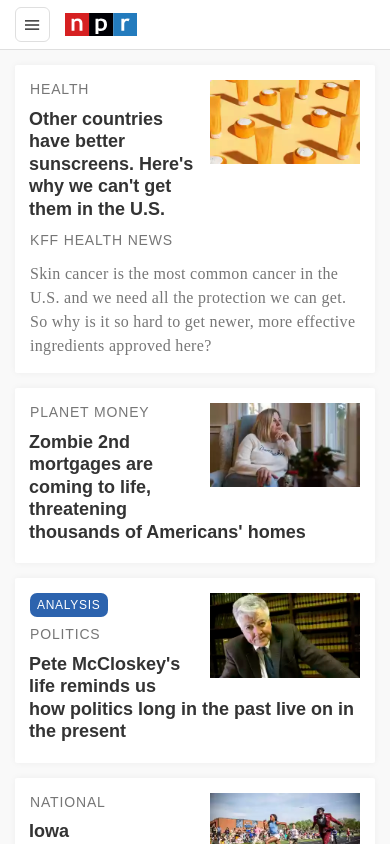 npr
HEALTH
Other countries
have better
sunscreens. Here's
why we can't get
them in the U.S.
KFF HEALTH NEWS
Skin cancer is the most common cancer in the
U.S. and we need all the protection we can get.
So why is it so hard to get newer, more effective
ingredients approved here?
PLANET MONEY
Zombie 2nd
mortgages are
coming to life,
threatening
thousands of Americans' homes
ANALYSIS
POLITICS
Pete McCloskey's
life reminds us
how politics long in the past live on in
the present
NATIONAL
Iowa